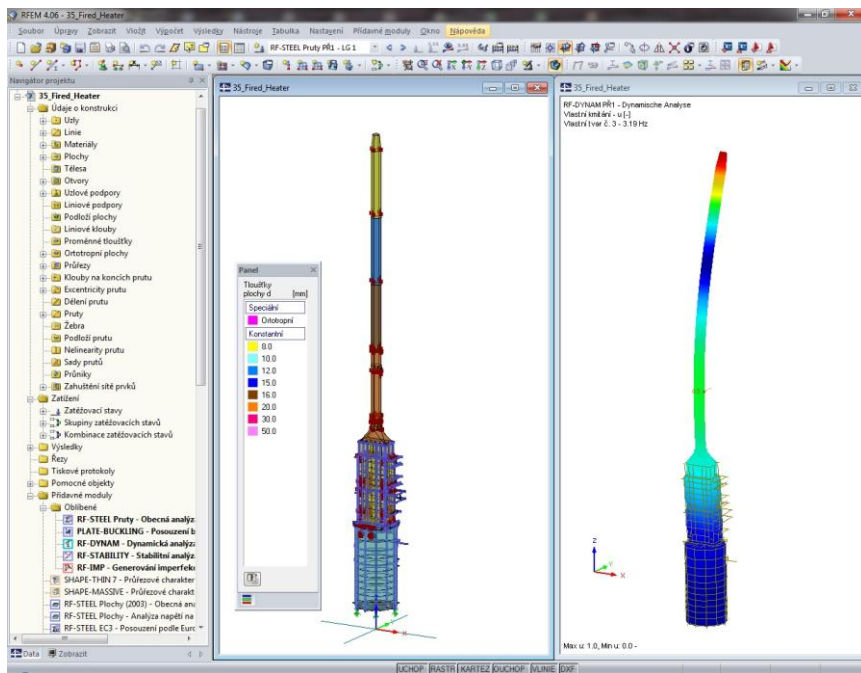 RFEM 4.06 - 35_Fired_Heater
Soubor Úpravy Zobrazit Vložit Výpočet Výsledky Nástroje Tabulka Nastavení Přídavné moduly Okno Nápověda
RF-STEEL Pruty PŘ1 - LG 1
Navigátor projektu
35_Fired_Heater
Údaje o konstrukci
Uzly
Linie
Materiály
Plochy
Tělesa
Otvory
Uzlové podpory
Liniové podpory
Podloží plochy
Liniové klouby
Proměnné tloušťky
Ortotropní plochy
Průřezy
Klouby na koncích prutu
Excentricity prutu
Dělení prutu
Pruty
Žebra
Podloží prutu
Nelinearity prutu
Sady prutů
Průniky
Zahuštění sítě prvků
Zatížení
Zatěžovací stavy
Skupiny zatěžovacích stavů
Kombinace zatěžovacích stavů
Výsledky
Řezy
Tiskové protokoly
Pomocné objekty
Přídavné moduly
Oblíbené
RF-STEEL Pruty - Obecná analýz
PLATE-BUCKLING - Posouzení b
RF-DYNAM - Dynamická analýza
RF-STABILITY - Stabilitní analýz
RF-IMP - Generování imperfekc
SHAPE-THIN 7 - Průřezové charakter
SHAPE-MASSIVE - Průřezové charakt
RF-STEEL Plochy (2003) - Obecná ana
RF-STEEL Plochy - Analýza napětí na
RF-STEEL EC3 - Posouzení podle Euro
Data Zobrazit
35_Fired_Heater
Panel
Tloušťky
plochy d [mm]
Speciální
Ortotropní
Konstantní
8.0
10.0
12.0
15.0
16.0
20.0
30.0
50.0
X
35_Fired_Heater
RF-DYNAM PŘ1 - Dynamische Analyse
Vlastní kmitání - u [-]
Vlastní tvar č. 3 - 3.19 Hz
Z
Y
X
Max u: 1.0, Min u: 0.0 -
UCHOP RASTR KARTEZ OUCHOP VLINIE DXF